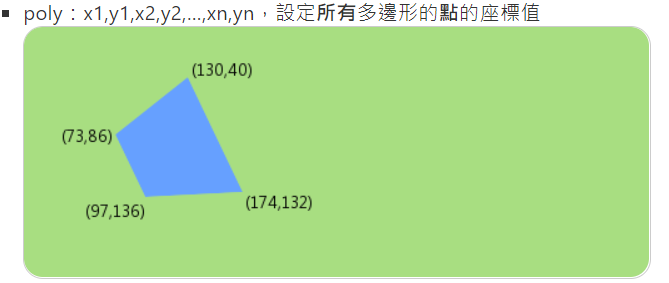 ▪ poly：x1,y1,x2,y2,...,xn,yn，設定所有多邊形的點的座標值
(130,40)
(73,86)
(174,132)
(97,136)